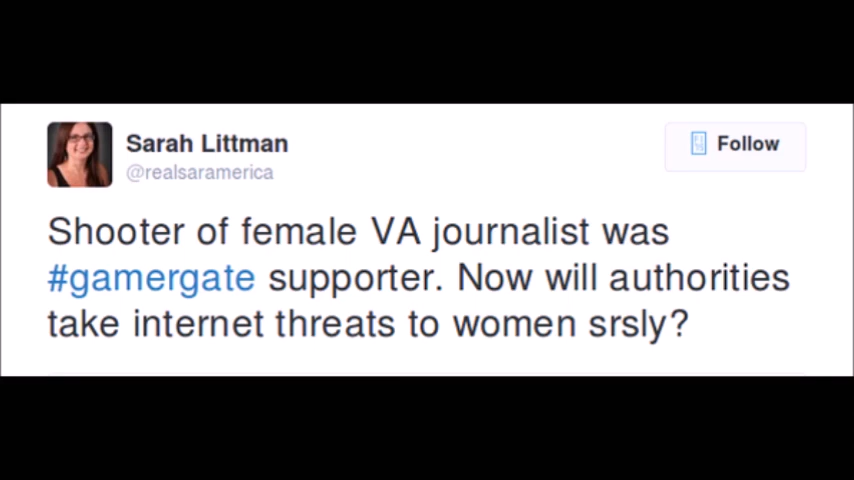 Sarah Littman
Follow
@realsaramerica
Shooter of female VA journalist was
#gamergate supporter. Now will authorities
take internet threats to women srsly?